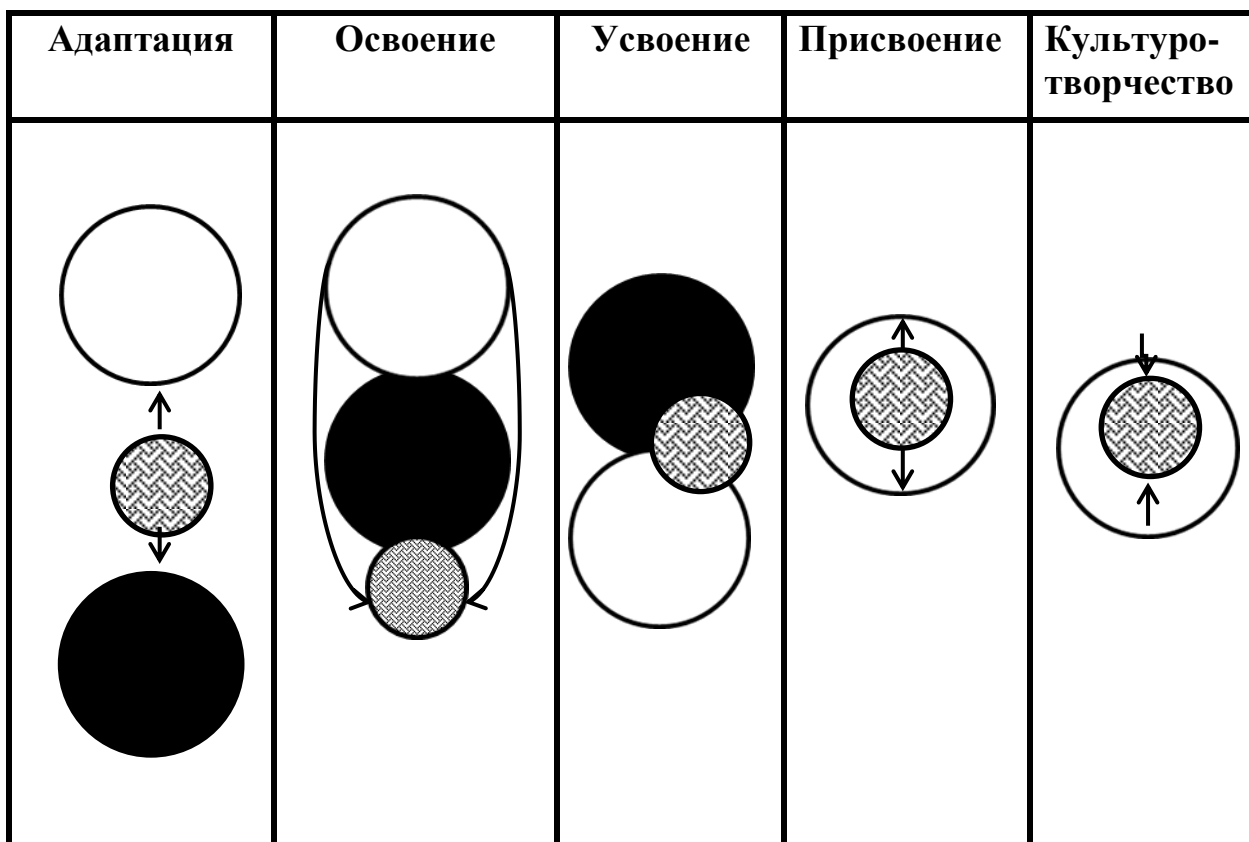 Адаптация
Освоение
Усвоение
Присвоение
Культуро-
творчество